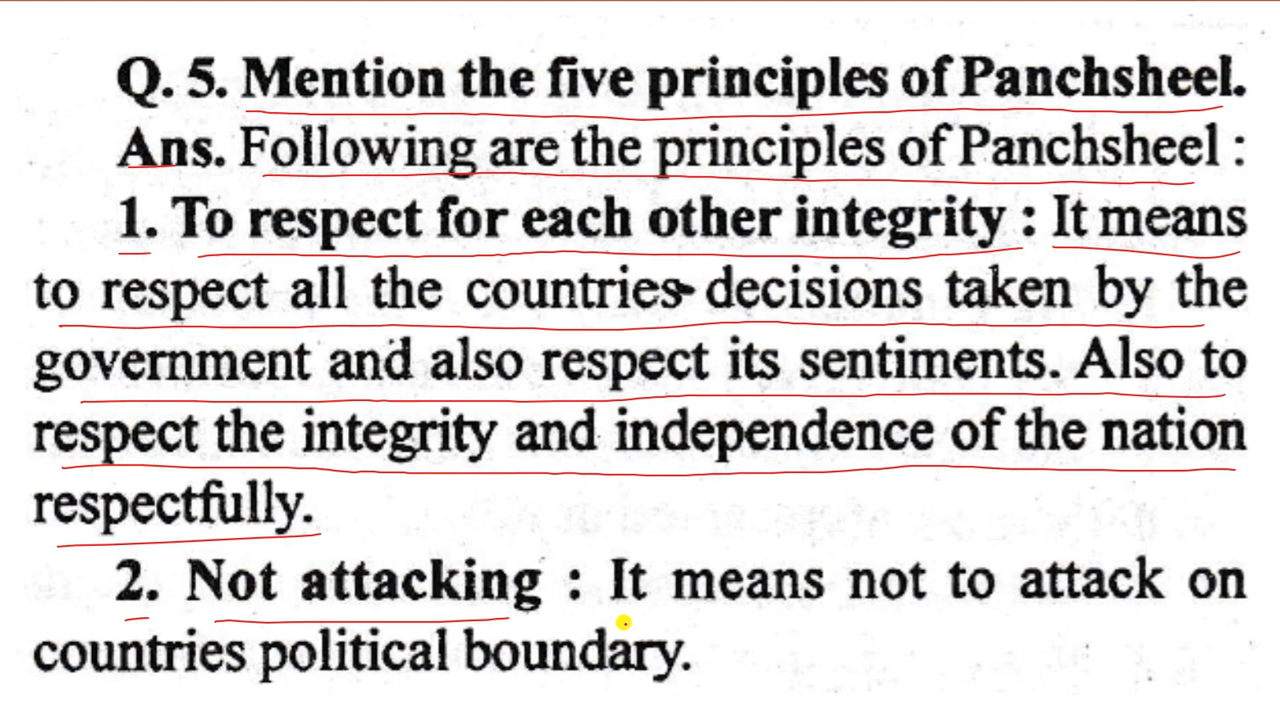 Q. 5. Mention the five principles of Panchsheel.
Ans. Following are the principles of Panchsheel :
1. To respect for each other integrity : It means
to respect all the countries decisions taken by the
government and also respect its sentiments. Also to
respect the integrity and independence of the nation
respectfully.
2. Not attacking : It means not to attack on
countries political boundary.